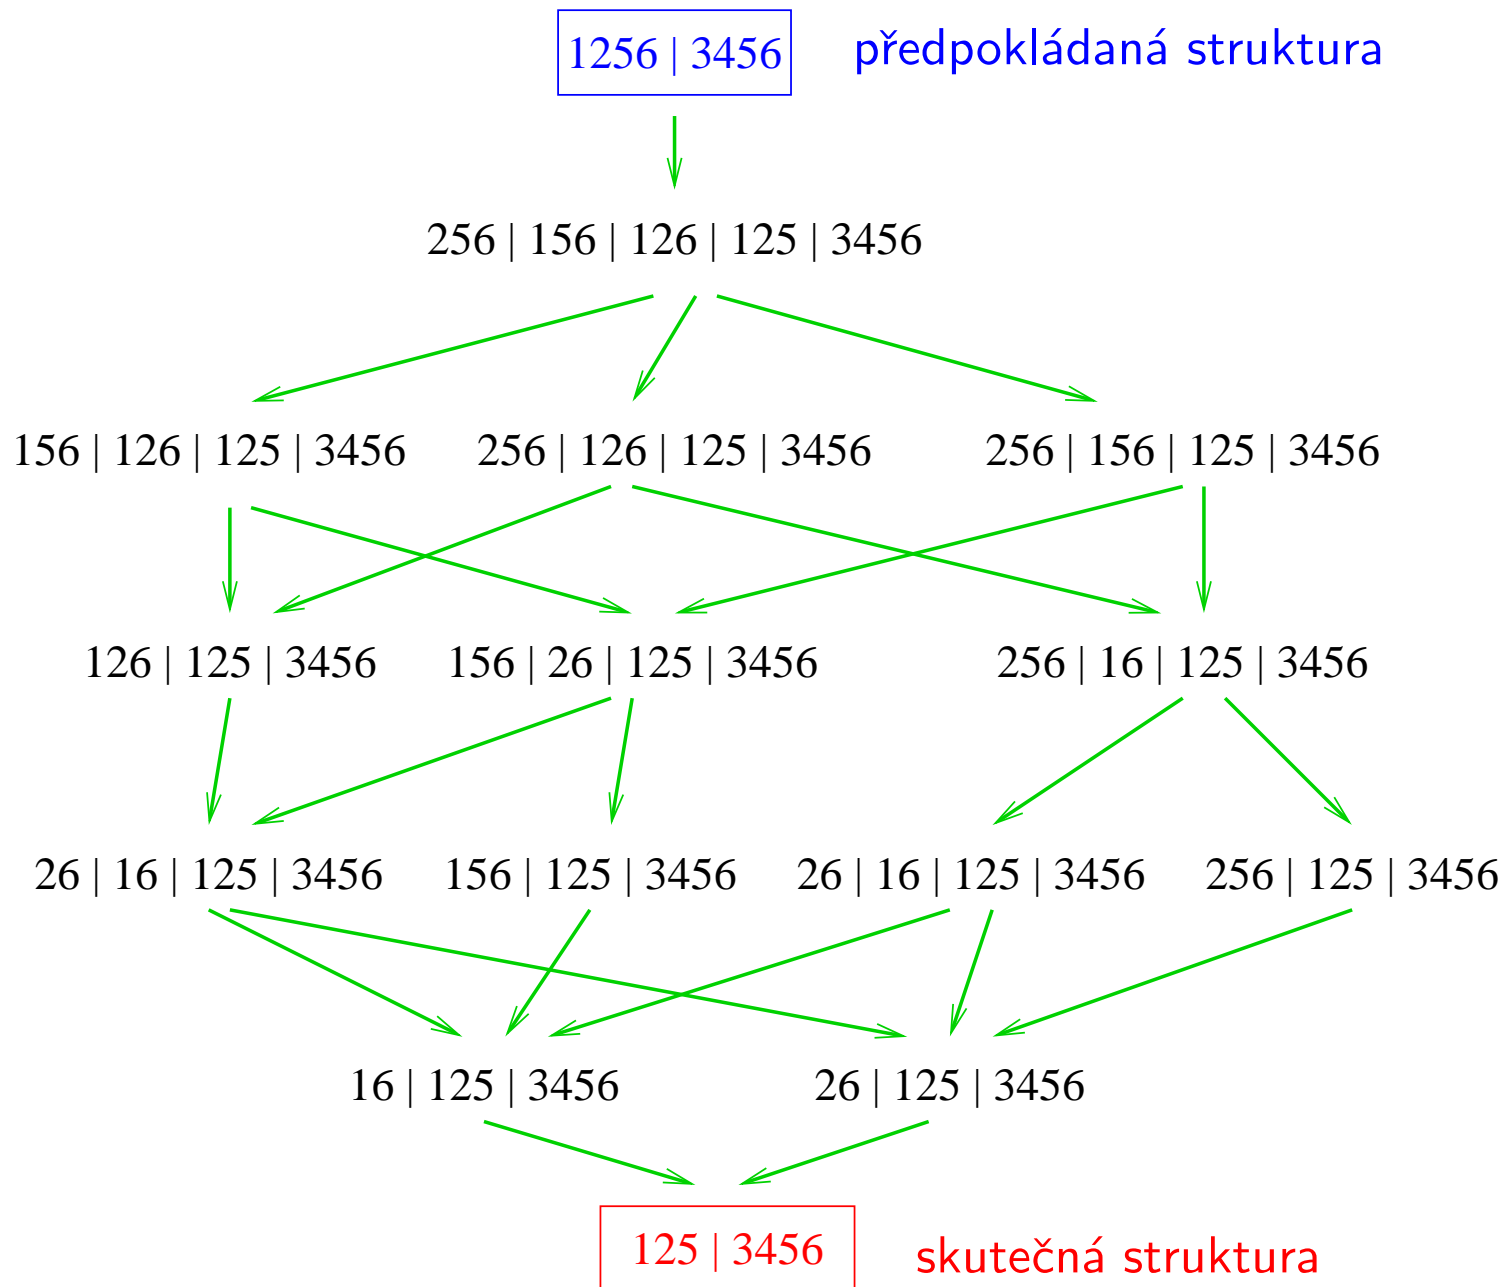 1256 | 3456 předpokládaná struktura
256 | 156 | 126 | 125 | 3456
156 | 126 | 125 | 3456 256 | 126 | 125 | 3456 256 | 156 | 125 | 3456
126 | 125 | 3456 156 | 26 | 125 | 3456 256 | 16 | 125 | 3456
26 | 16 | 125 | 3456 156 | 125 | 3456 26 | 16 | 125 | 3456 256 | 125 | 3456
16 | 125 | 3456 26 | 125 | 3456
125 | 3456 skutečná struktura